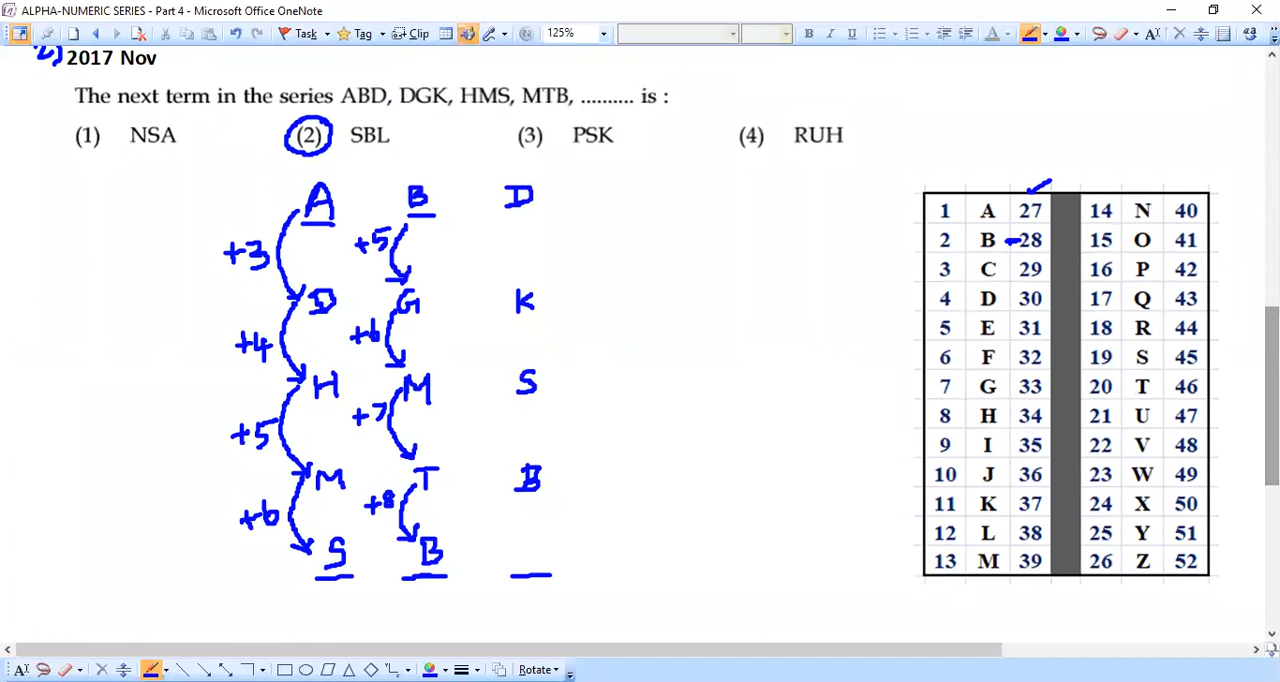 ALPHA-NUMERIC SERIES - Part 4 - Microsoft Office OneNote
Task Tag Clip 125% B I U
2) 2017 Nov
The next term in the series ABD, DGK, HMS, MTB, .......... is :
(1) NSA (2) SBL (3) PSK (4) RUH
A B D
+3 +5
D G K
+4 +6
H M S
+5 +7
M T B
+6 +8
S B
1 A 27 14 N 40
2 B 28 15 O 41
3 C 29 16 P 42
4 D 30 17 Q 43
5 E 31 18 R 44
6 F 32 19 S 45
7 G 33 20 T 46
8 H 34 21 U 47
9 I 35 22 V 48
10 J 36 23 W 49
11 K 37 24 X 50
12 L 38 25 Y 51
13 M 39 26 Z 52
Rotate